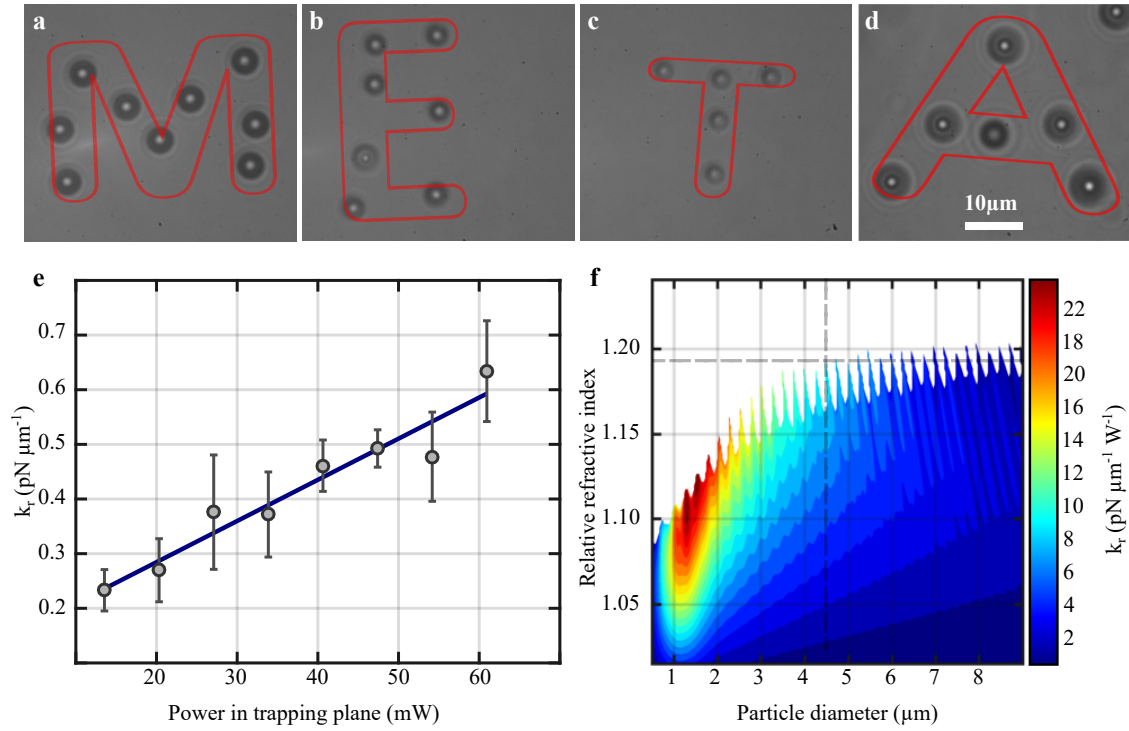 a
b
c
d
10µm
e
0.7
0.6
0.5
0.4
0.3
0.2
kr (pN µm⁻¹)
20
30
40
50
60
Power in trapping plane (mW)
f
1.20
1.15
1.10
1.05
Relative refractive index
1
2
3
4
5
6
7
8
Particle diameter (µm)
22
18
20
16
14
12
10
8
6
4
2
kr (pN µm⁻¹ W⁻¹)